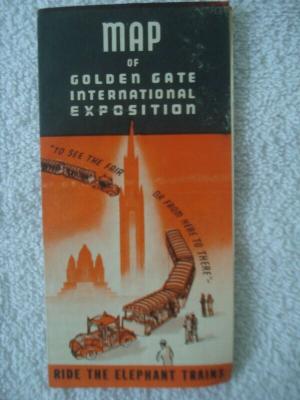 MAP
OF
GOLDEN GATE
INTERNATIONAL
EXPOSITION
"TO SEE THE FAIR
OR FROM HERE TO THERE"-
RIDE THE ELEPHANT TRAINS